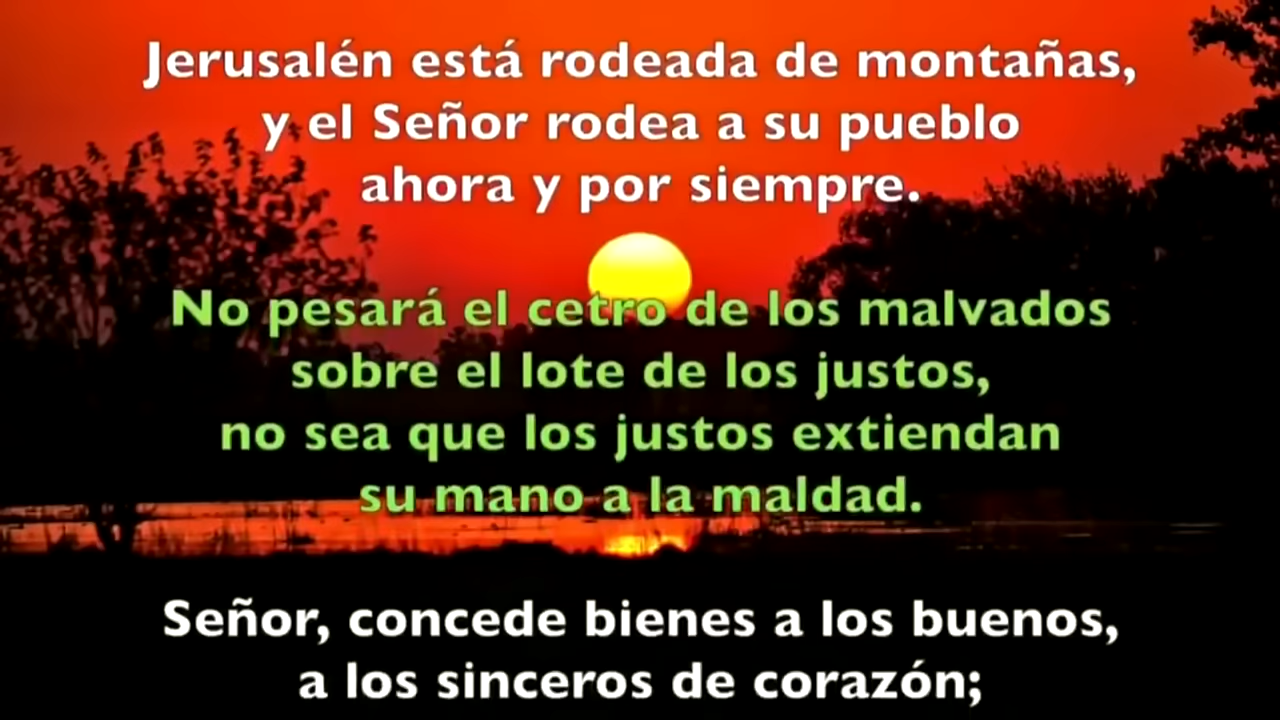 Jerusalén está rodeada de montañas,
y el Señor rodea a su pueblo
ahora y por siempre.
No pesará el cetro de los malvados
sobre el lote de los justos,
no sea que los justos extiendan
su mano a la maldad.
Señor, concede bienes a los buenos,
a los sinceros de corazón;